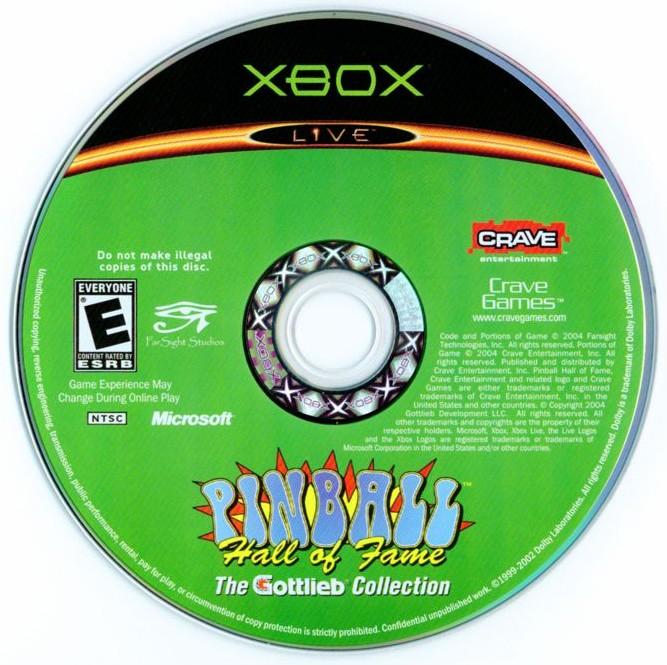 XBOX
LIVE™
Do not make illegal
copies of this disc.
EVERYONE
E
®
CONTENT RATED BY
ESRB
FarSight Studios
Game Experience May
Change During Online Play
NTSC
Microsoft®
CRAVE
entertainment
Crave
Games™
www.cravegames.com
Code and Portions of Game © 2004 Farsight
Technologies, Inc. All rights reserved. Portions of
Game © 2004 Crave Entertainment, Inc. All
rights reserved. Published and distributed by
Crave Entertainment, Inc. Pinball Hall of Fame,
Crave Entertainment and related logo and Crave
Games are either trademarks or registered
trademarks of Crave Entertainment, Inc. in the
United States and other countries. © Copyright 2004
Gottlieb Development LLC. All rights reserved. All
other trademarks and copyrights are the property of their
respective holders. Microsoft, Xbox, Xbox Live, the Live Logos
and the Xbox Logos are registered trademarks or trademarks of
Microsoft Corporation in the United States and/or other countries.
PINBALL™
Hall of Fame
The Gottlieb® Collection
Unauthorized copying, reverse engineering, transmission, public performance, rental, pay for play, or circumvention of copy protection is strictly prohibited. Confidential unpublished work. ©1999-2002 Dolby Laboratories. All rights reserved. Dolby is a trademark of Dolby Laboratories.